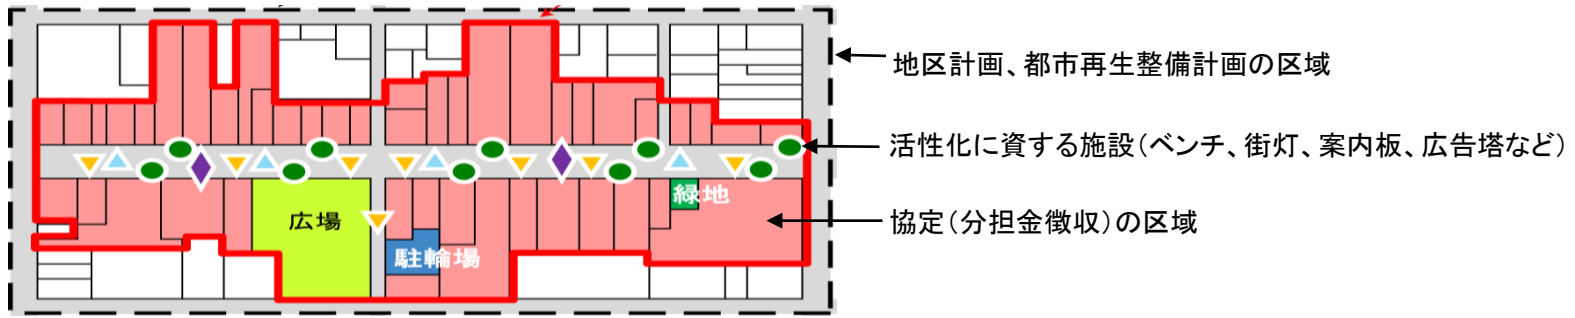 地区計画、都市再生整備計画の区域
活性化に資する施設(ベンチ、街灯、案内板、広告塔など)
緑地
広場
協定(分担金徴収)の区域
駐輪場